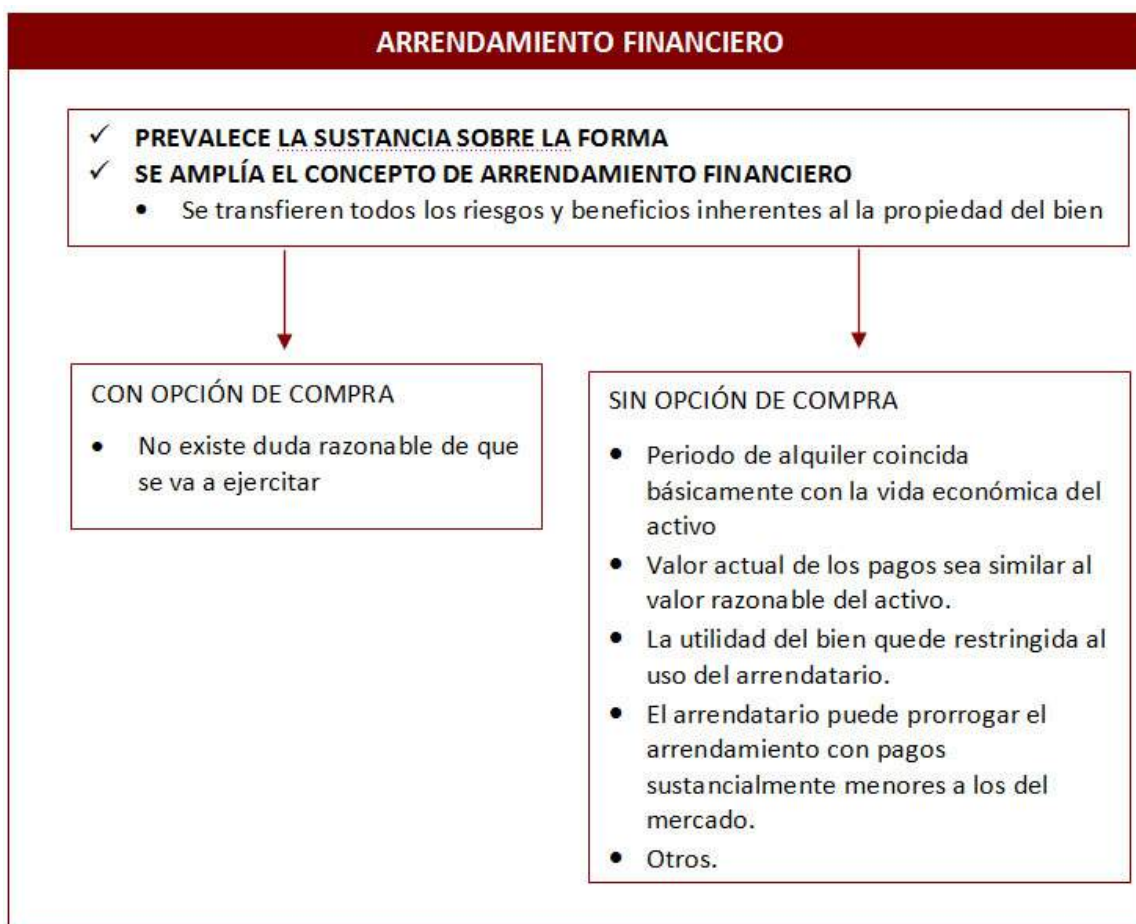 ARRENDAMIENTO FINANCIERO
✓ PREVALECE LA SUSTANCIA SOBRE LA FORMA
✓ SE AMPLÍA EL CONCEPTO DE ARRENDAMIENTO FINANCIERO
• Se transfieren todos los riesgos y beneficios inherentes al la propiedad del bien
CON OPCIÓN DE COMPRA
• No existe duda razonable de que
se va a ejercitar
SIN OPCIÓN DE COMPRA
• Periodo de alquiler coincida
básicamente con la vida económica del
activo
• Valor actual de los pagos sea similar al
valor razonable del activo.
• La utilidad del bien quede restringida al
uso del arrendatario.
• El arrendatario puede prorrogar el
arrendamiento con pagos
sustancialmente menores a los del
mercado.
• Otros.